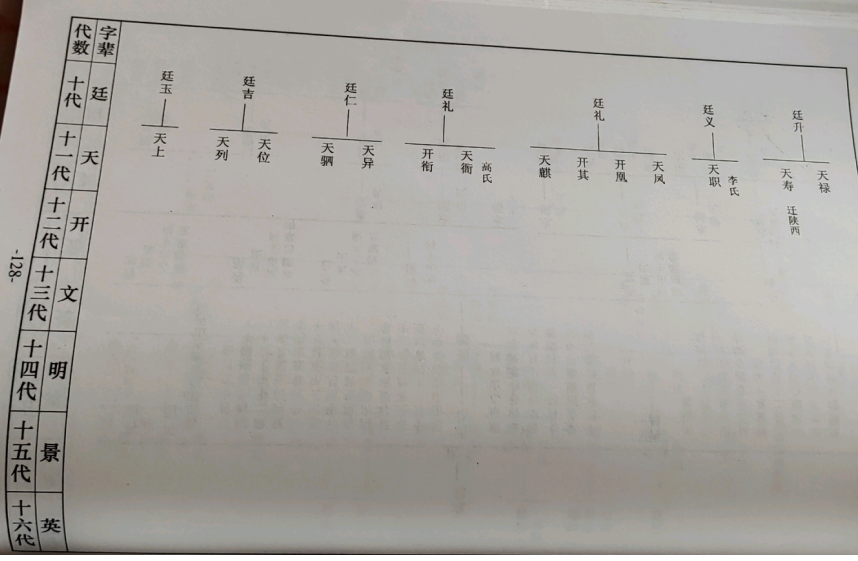 字辈 代数
廷 十代
天 十一代
开 十二代
文 十三代
明 十四代
景 十五代
英 十六代
-128-
廷玉
天上
廷吉
天列
天位
廷仁
天驷
天异
廷礼
开衔
天衢
高氏
廷礼
天麒
开其
开凰
天凤
廷义
天职
李氏
廷升
天寿
迁陕西
天禄